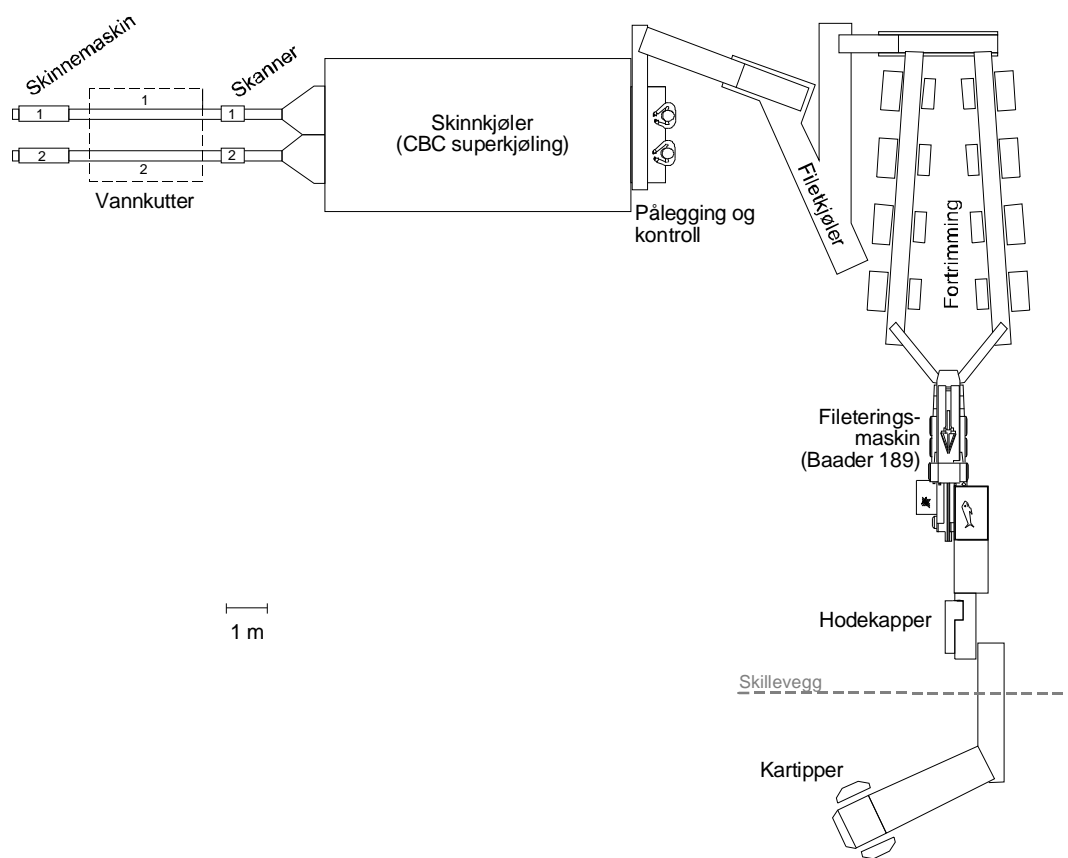 Skinnemaskin
Skanner
1
1
1
2
2
2
Vannkutter
Skinnkjøler
(CBC superkjøling)
Pålegging og
kontroll
Filetkjøler
Fortrimming
Fileterings-
maskin
(Baader 189)
1 m
Hodekapper
Skillevegg
Kartipper